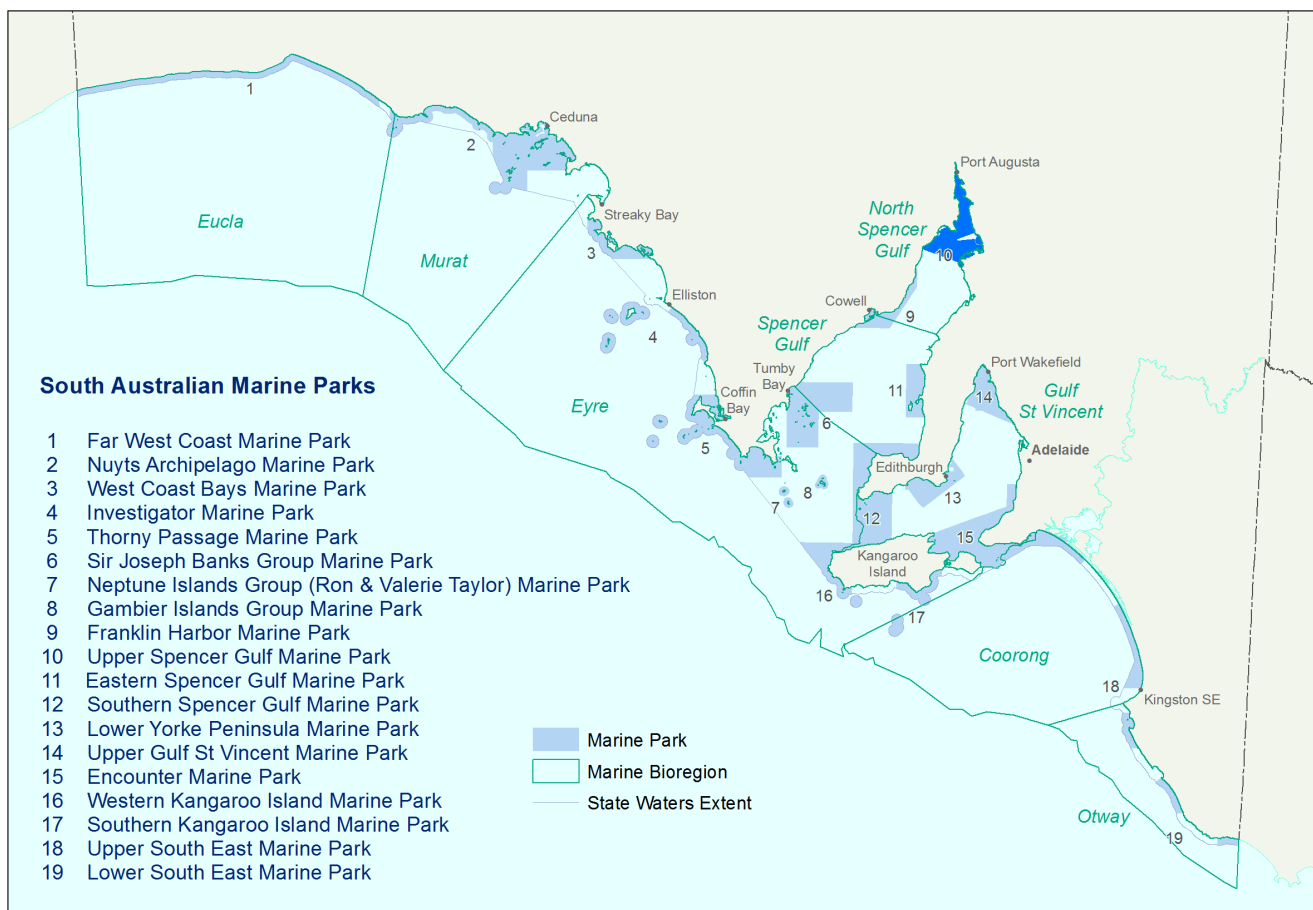 1
Ceduna
2
Port Augusta
Streaky Bay
North
Spencer
Gulf
Eucla
Murat
3
10
Elliston
Cowell
9
4
Spencer
Gulf
Port Wakefield
Tumby
Bay
Gulf
St Vincent
11
14
Coffin
Bay
Eyre
6
5
Adelaide
Edithburgh
8
13
7
12
15
Kangaroo
Island
16
17
Coorong
18
Kingston SE
Otway
19
South Australian Marine Parks
1 Far West Coast Marine Park
2 Nuyts Archipelago Marine Park
3 West Coast Bays Marine Park
4 Investigator Marine Park
5 Thorny Passage Marine Park
6 Sir Joseph Banks Group Marine Park
7 Neptune Islands Group (Ron & Valerie Taylor) Marine Park
8 Gambier Islands Group Marine Park
9 Franklin Harbor Marine Park
10 Upper Spencer Gulf Marine Park
11 Eastern Spencer Gulf Marine Park
12 Southern Spencer Gulf Marine Park
13 Lower Yorke Peninsula Marine Park
14 Upper Gulf St Vincent Marine Park
15 Encounter Marine Park
16 Western Kangaroo Island Marine Park
17 Southern Kangaroo Island Marine Park
18 Upper South East Marine Park
19 Lower South East Marine Park
Marine Park
Marine Bioregion
State Waters Extent